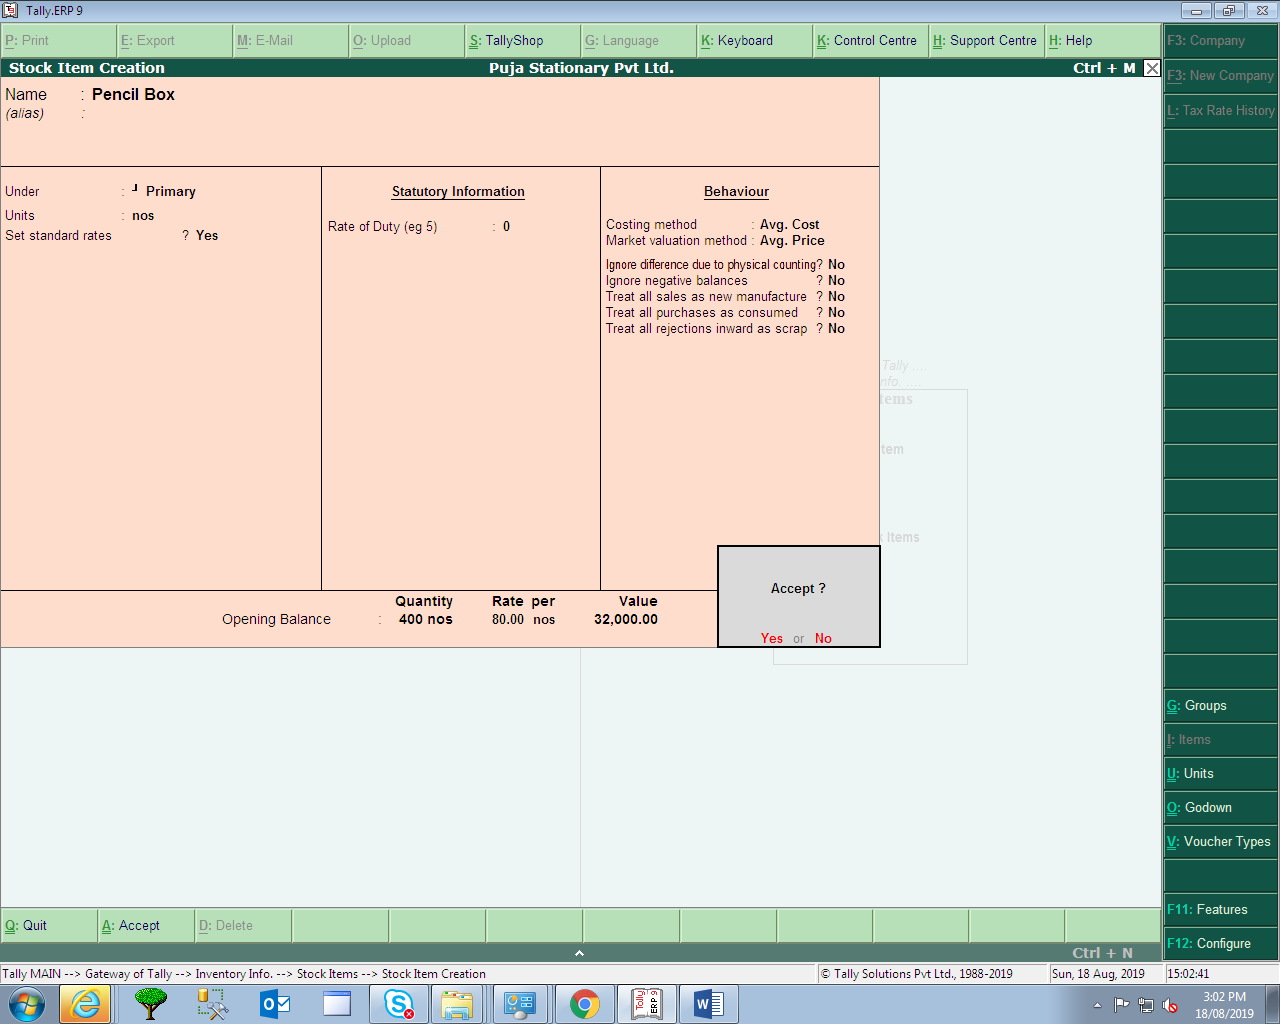 Tally.ERP 9
P: Print E: Export M: E-Mail O: Upload S: TallyShop G: Language K: Keyboard K: Control Centre H: Support Centre H: Help
Stock Item Creation Puja Stationary Pvt Ltd. Ctrl + M
Name : Pencil Box
(alias) :
Under : Primary
Units : nos
Set standard rates ? Yes
Statutory Information
Rate of Duty (eg 5) : 0
Behaviour
Costing method : Avg. Cost
Market valuation method : Avg. Price
Ignore difference due to physical counting? No
Ignore negative balances ? No
Treat all sales as new manufacture ? No
Treat all purchases as consumed ? No
Treat all rejections inward as scrap ? No
Tally ....
nfo. ....
tems
tem
Items
Quantity Rate per Value
Opening Balance : 400 nos 80.00 nos 32,000.00
Accept ?
Yes or No
F3: Company
F3: New Company
L: Tax Rate History
G: Groups
I: Items
U: Units
O: Godown
V: Voucher Types
F11: Features
F12: Configure
Q: Quit A: Accept D: Delete
Ctrl + N
Tally MAIN --> Gateway of Tally --> Inventory Info. --> Stock Items --> Stock Item Creation © Tally Solutions Pvt Ltd., 1988-2019 Sun, 18 Aug, 2019 15:02:41
Tally
ERP 9
3:02 PM
18/08/2019